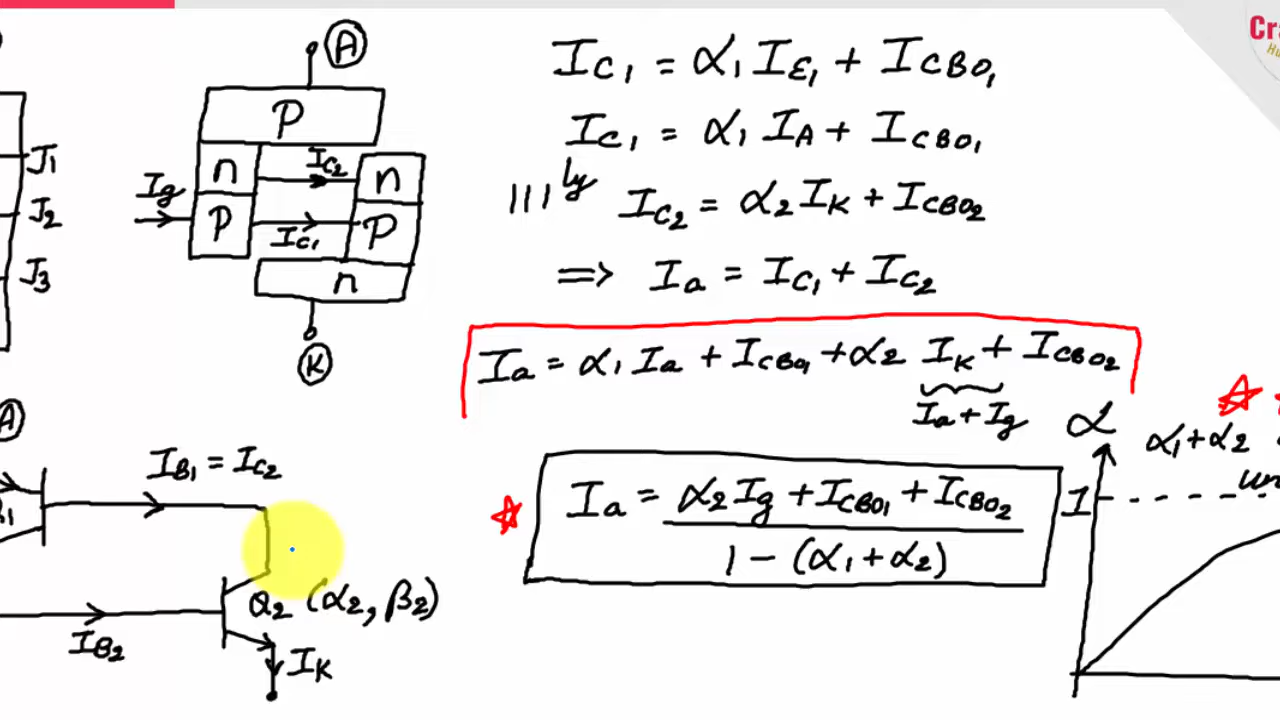 Cra
A
P
n
P
Ig
IC2
IC1
n
P
n
K
J1
J2
J3
IC1 = α1 IE1 + ICBO1
IC1 = α1 IA + ICBO1
|||ly IC2 = α2 IK + ICBO2
⇒ Ia = IC1 + IC2
Ia = α1 Ia + ICBO1 + α2 IK + ICBO2
Ia + Ig
Ia = α2 Ig + ICBO1 + ICBO2
1 − (α1 + α2)
A
IB1 = IC2
Q2 (α2, β2)
IB2
IK
α
α1 + α2
1